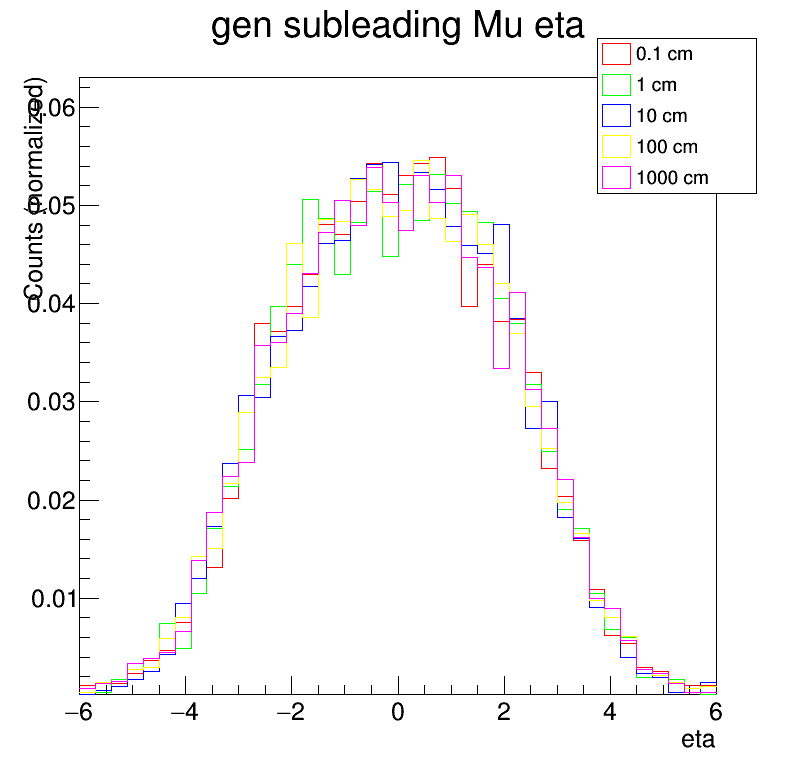 gen subleading Mu eta
0.1 cm
1 cm
10 cm
100 cm
1000 cm
Counts (normalized)
0.06
0.05
0.04
0.03
0.02
0.01
−6 −4 −2 0 2 4 6
eta